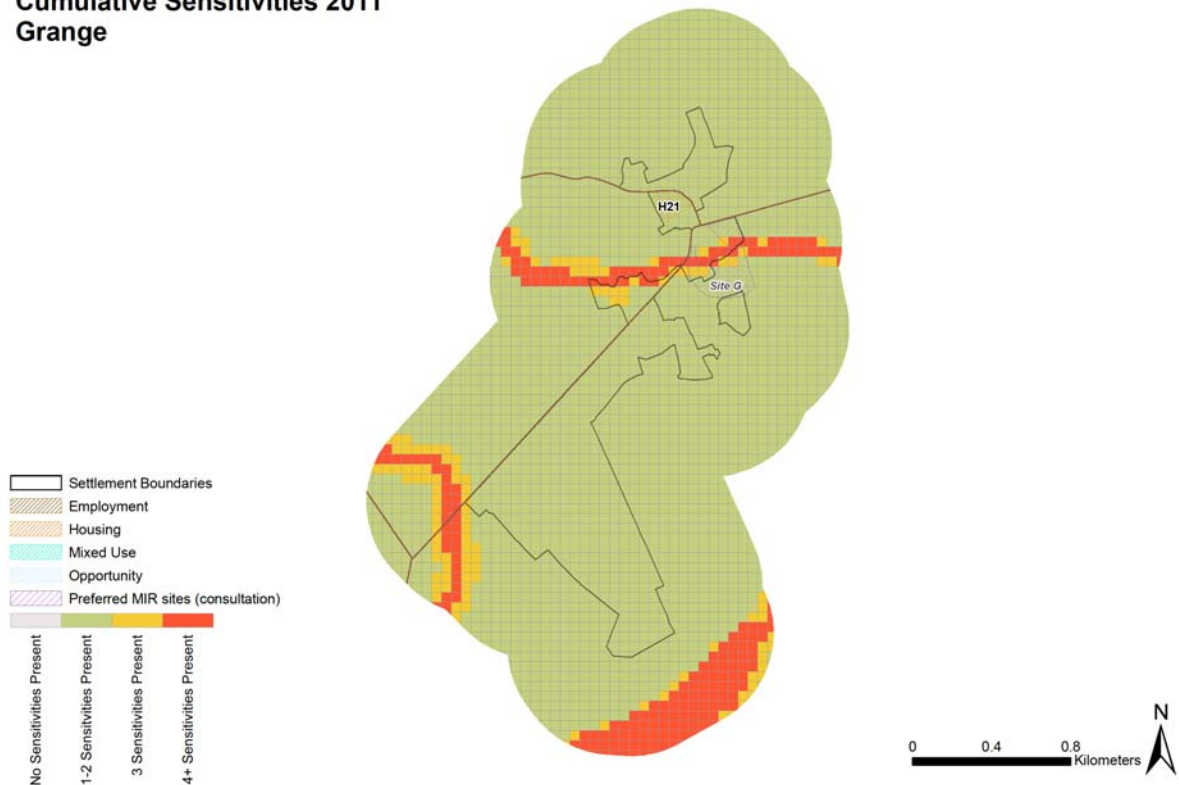 Cumulative Sensitivities 2011
Grange
H21
Site G
Settlement Boundaries
Employment
Housing
Mixed Use
Opportunity
Preferred MIR sites (consultation)
No Sensitivities Present
1-2 Sensitvities Present
3 Sensitivities Present
4+ Sensitivities Present
N
0 0.4 0.8
Kilometers